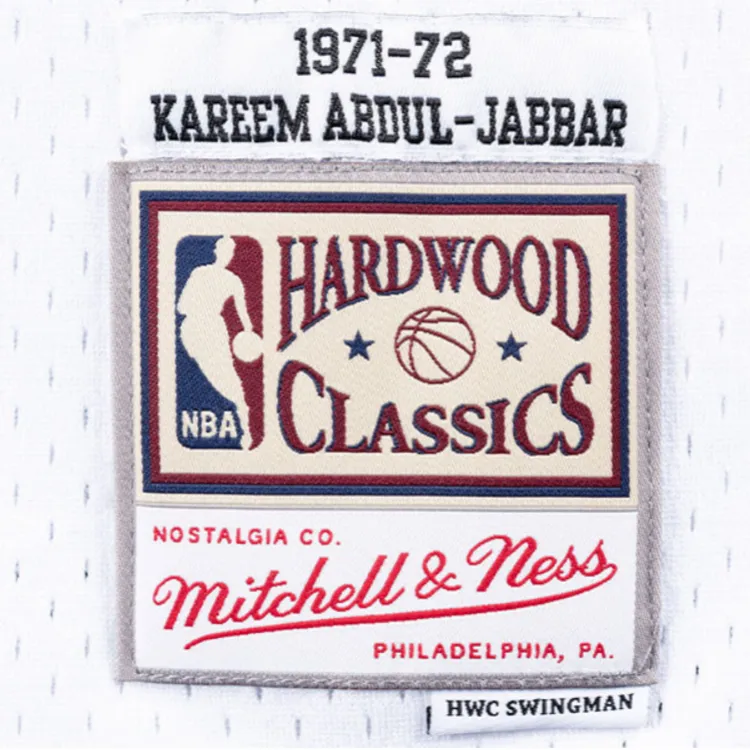 1971-72
KAREEM ABDUL-JABBAR
HARDWOOD
CLASSICS
NBA
NOSTALGIA CO.
Mitchell & Ness
PHILADELPHIA, PA.
HWC SWINGMAN